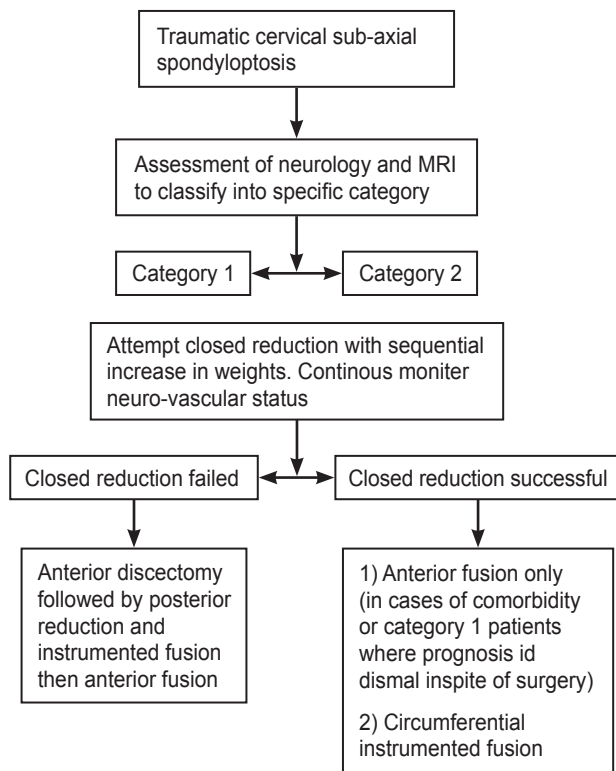 Traumatic cervical sub-axial
spondyloptosis
Assessment of neurology and MRI
to classify into specific category
Category 1
Category 2
Attempt closed reduction with sequential
increase in weights. Continous moniter
neuro-vascular status
Closed reduction failed
Closed reduction successful
Anterior discectomy
followed by posterior
reduction and
instrumented fusion
then anterior fusion
1) Anterior fusion only
(in cases of comorbidity
or category 1 patients
where prognosis id
dismal inspite of surgery)
2) Circumferential
instrumented fusion